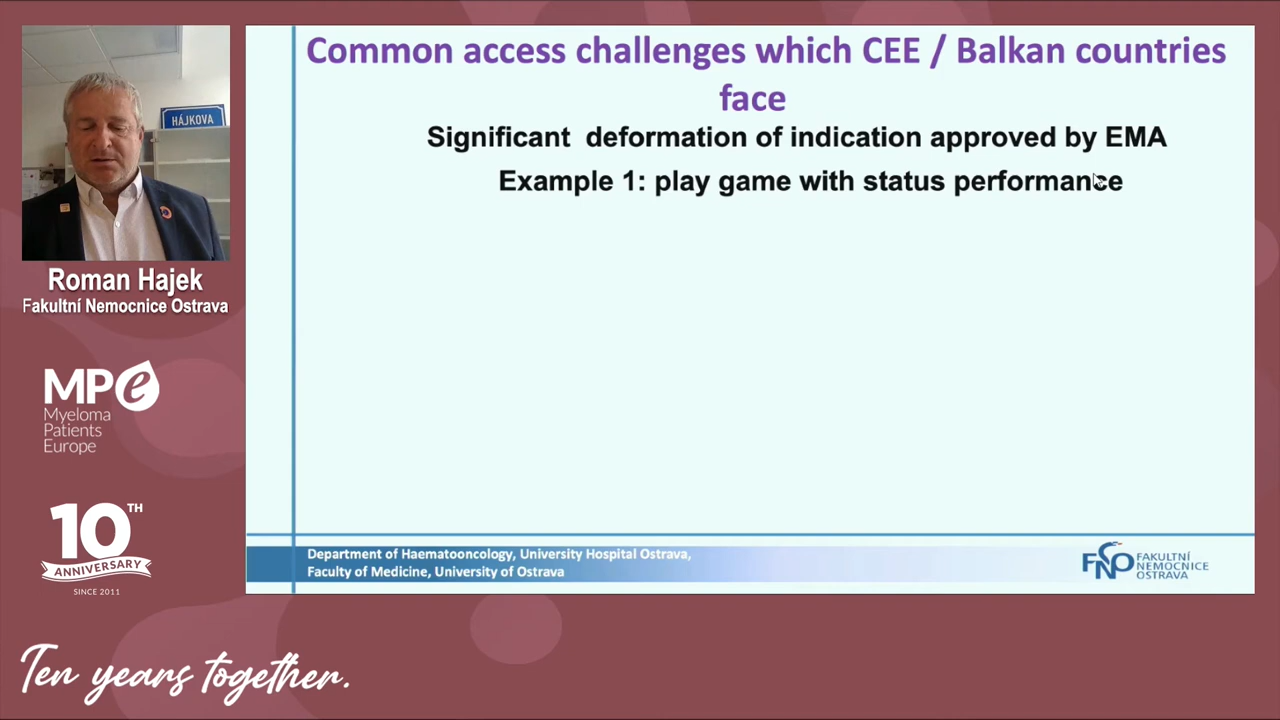 HÁJKOVA
Roman Hajek
Fakultní Nemocnice Ostrava
MPe
Myeloma
Patients
Europe
10TH
ANNIVERSARY
SINCE 2011
Ten years together.
Common access challenges which CEE / Balkan countries
face
Significant deformation of indication approved by EMA
Example 1: play game with status performance
Department of Haematooncology, University Hospital Ostrava,
Faculty of Medicine, University of Ostrava
FNO
FAKULTNÍ
NEMOCNICE
OSTRAVA